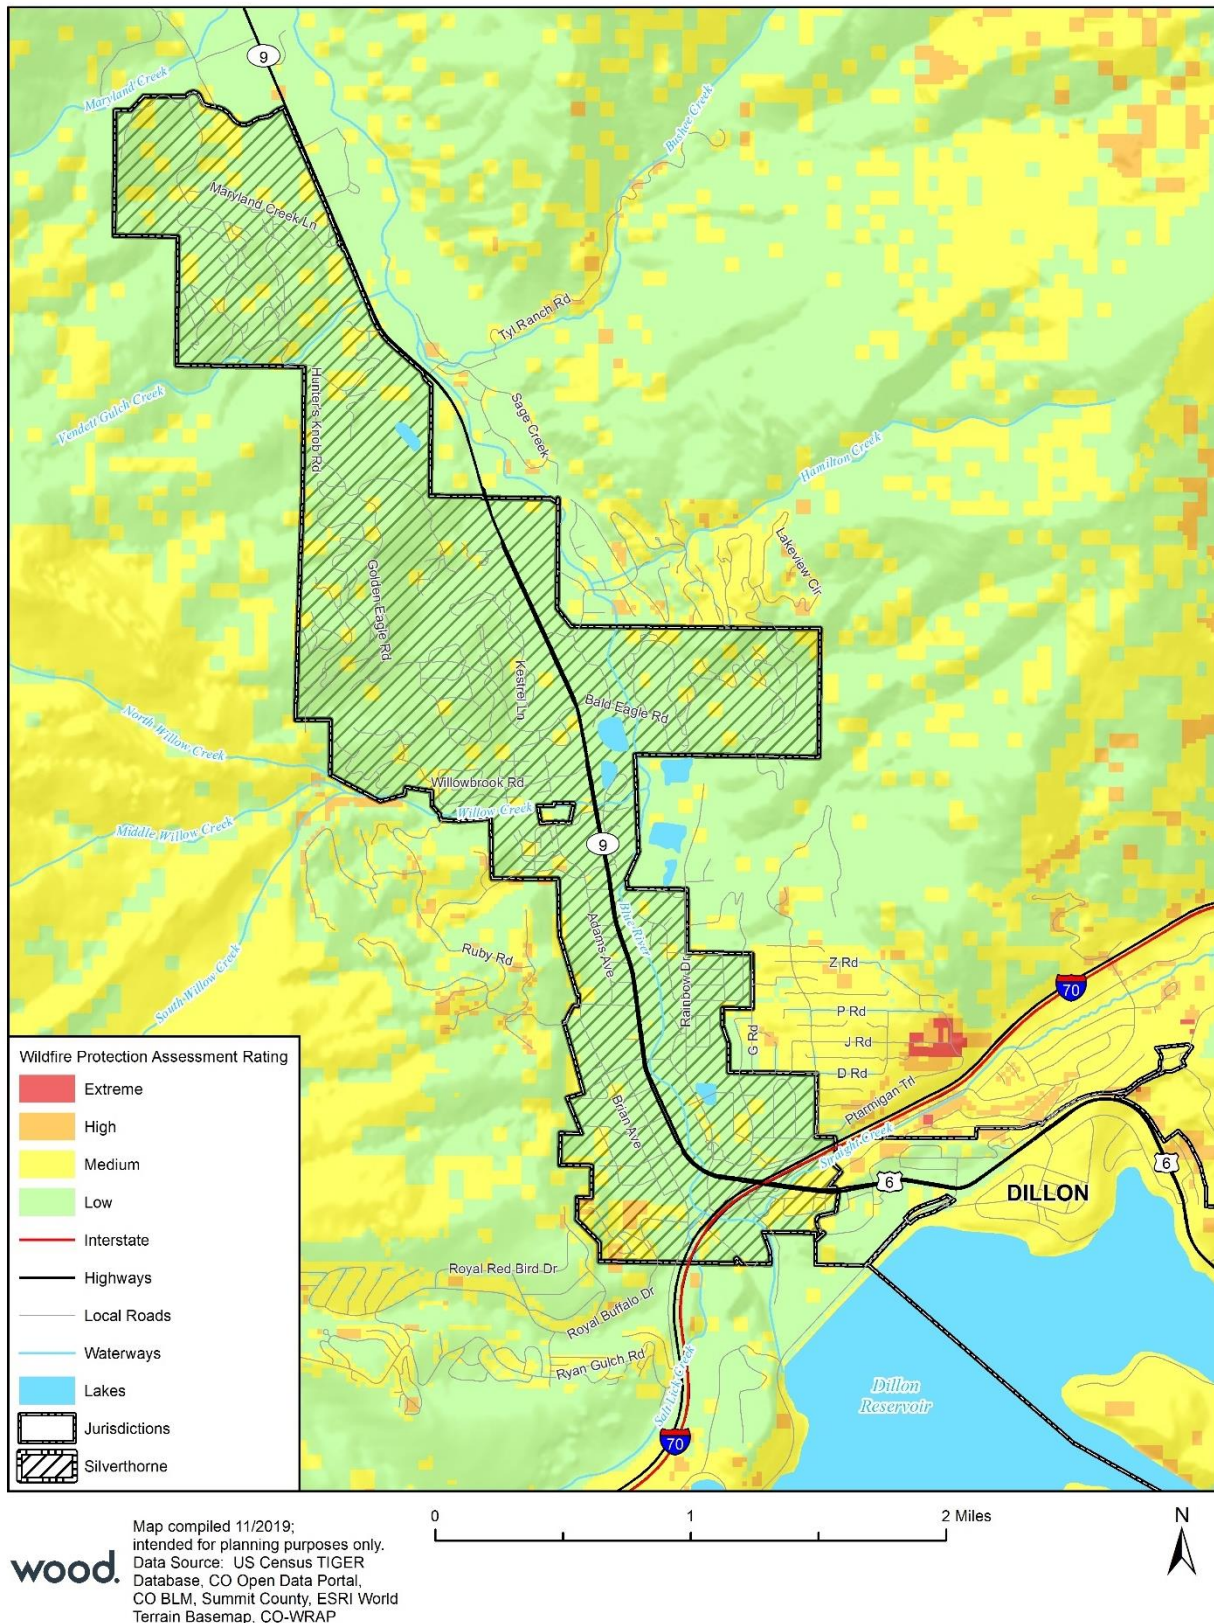 9
Maryland Creek
Bushee Creek
Maryland Creek Ln
Tyl Ranch Rd
Vendett Gulch Creek
Hunter's Knob Rd
Sage Creek
Hamilton Creek
Lakeview Cir
Golden Eagle Rd
Kestrel Ln
Bald Eagle Rd
North Willow Creek
Willowbrook Rd
Willow Creek
Middle Willow Creek
9
Blue River
Adams Ave
Ruby Rd
Rainbow Dr
Z Rd
South Willow Creek
70
P Rd
G Rd
J Rd
D Rd
Ptarmigan Trl
Brian Ave
Straight Creek
6
6
DILLON
Royal Red Bird Dr
Royal Buffalo Dr
Ryan Gulch Rd
Salt Lick Creek
Dillon
Reservoir
70
Wildfire Protection Assessment Rating
Extreme
High
Medium
Low
Interstate
Highways
Local Roads
Waterways
Lakes
Jurisdictions
Silverthorne
wood.
Map compiled 11/2019;
intended for planning purposes only.
Data Source: US Census TIGER
Database, CO Open Data Portal,
CO BLM, Summit County, ESRI World
Terrain Basemap, CO-WRAP
0 1 2 Miles
N